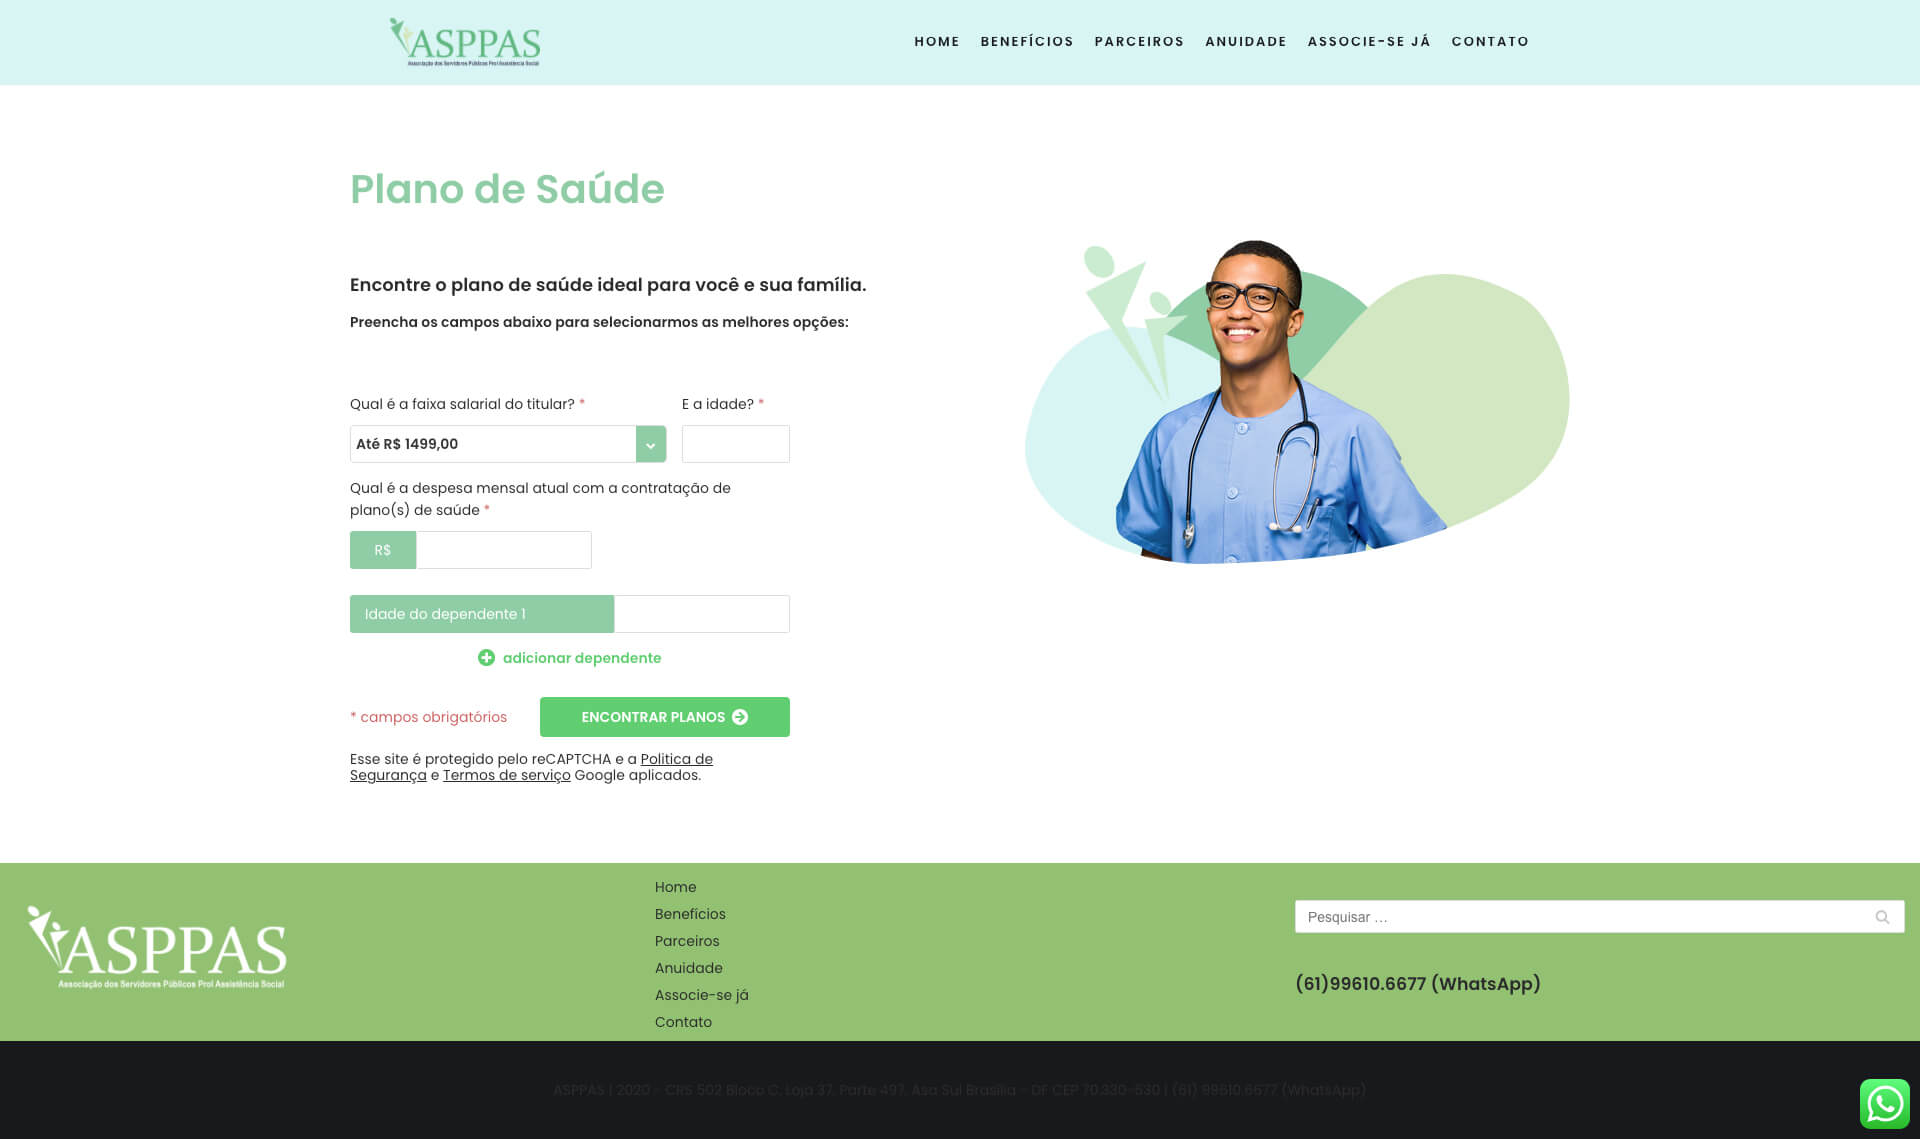 ASPPAS
Associação dos Servidores Públicos Prol Assistência Social
HOME BENEFÍCIOS PARCEIROS ANUIDADE ASSOCIE-SE JÁ CONTATO
Plano de Saúde
Encontre o plano de saúde ideal para você e sua família.
Preencha os campos abaixo para selecionarmos as melhores opções:
Qual é a faixa salarial do titular? * E a idade? *
Até R$ 1499,00
Qual é a despesa mensal atual com a contratação de
plano(s) de saúde *
R$
Idade do dependente 1
adicionar dependente
* campos obrigatórios
ENCONTRAR PLANOS
Esse site é protegido pelo reCAPTCHA e a Politica de
Segurança e Termos de serviço Google aplicados.
ASPPAS
Associação dos Servidores Públicos Prol Assistência Social
Home
Benefícios
Parceiros
Anuidade
Associe-se já
Contato
Pesquisar …
(61)99610.6677 (WhatsApp)
ASPPAS | 2020 - CRS 502 Bloco C, Loja 37, Parte 497, Asa Sul Brasília - DF CEP 70.330-530 | (61) 99610.6677 (WhatsApp)